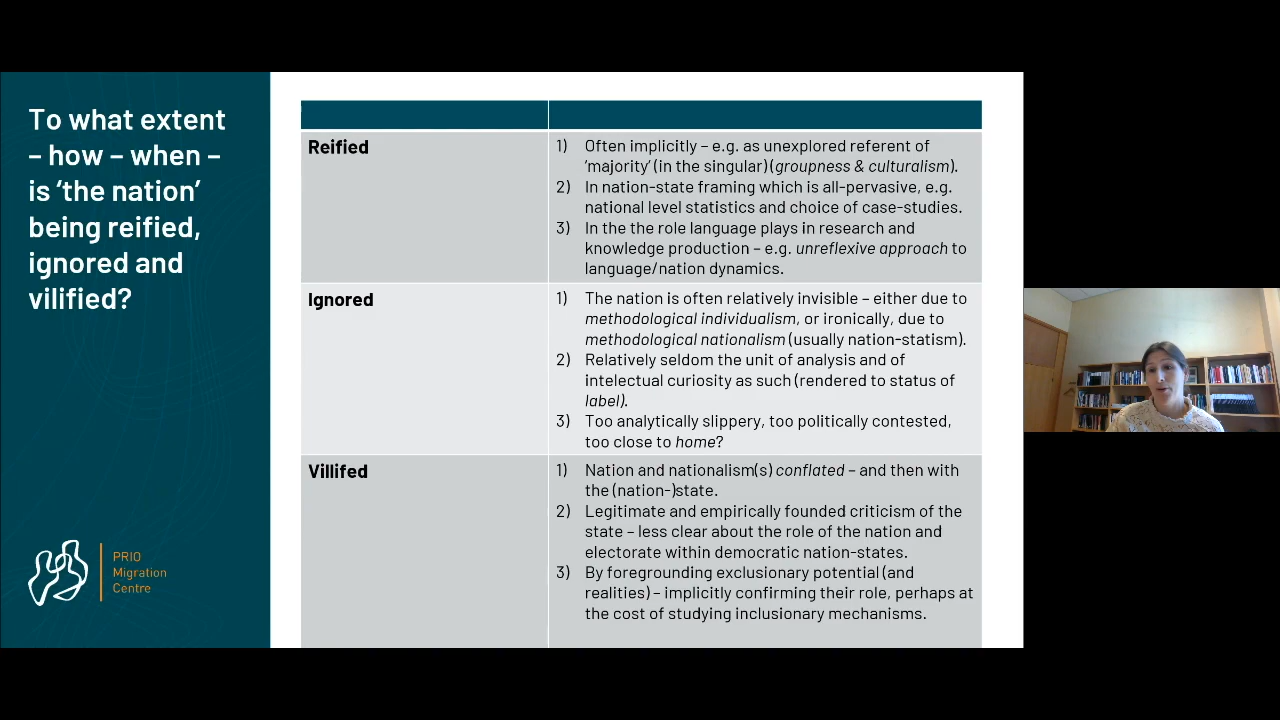 To what extent
– how – when –
is ‘the nation’
being reified,
ignored and
vilified?
PRIO
Migration
Centre
Reified
1) Often implicitly – e.g. as unexplored referent of
‘majority’ (in the singular) (groupness & culturalism).
2) In nation-state framing which is all-pervasive, e.g.
national level statistics and choice of case-studies.
3) In the the role language plays in research and
knowledge production – e.g. unreflexive approach to
language/nation dynamics.
Ignored
1) The nation is often relatively invisible – either due to
methodological individualism, or ironically, due to
methodological nationalism (usually nation-statism).
2) Relatively seldom the unit of analysis and of
intelectual curiosity as such (rendered to status of
label).
3) Too analytically slippery, too politically contested,
too close to home?
Villifed
1) Nation and nationalism(s) conflated – and then with
the (nation-)state.
2) Legitimate and empirically founded criticism of the
state – less clear about the role of the nation and
electorate within democratic nation-states.
3) By foregrounding exclusionary potential (and
realities) – implicitly confirming their role, perhaps at
the cost of studying inclusionary mechanisms.